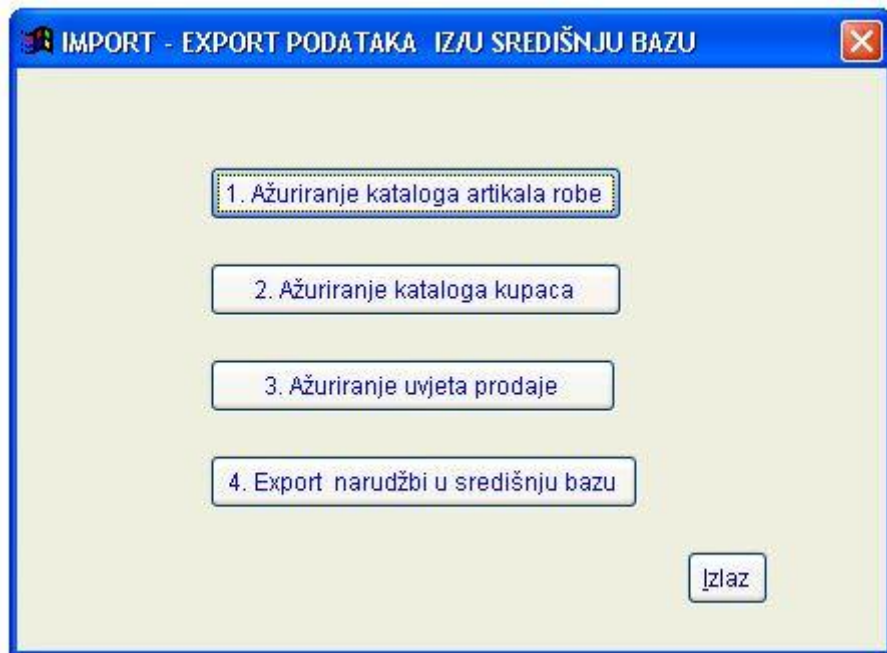 IMPORT - EXPORT PODATAKA IZ/U SREDIŠNJU BAZU
1. Ažuriranje kataloga artikala robe
2. Ažuriranje kataloga kupaca
3. Ažuriranje uvjeta prodaje
4. Export narudžbi u središnju bazu
Izlaz